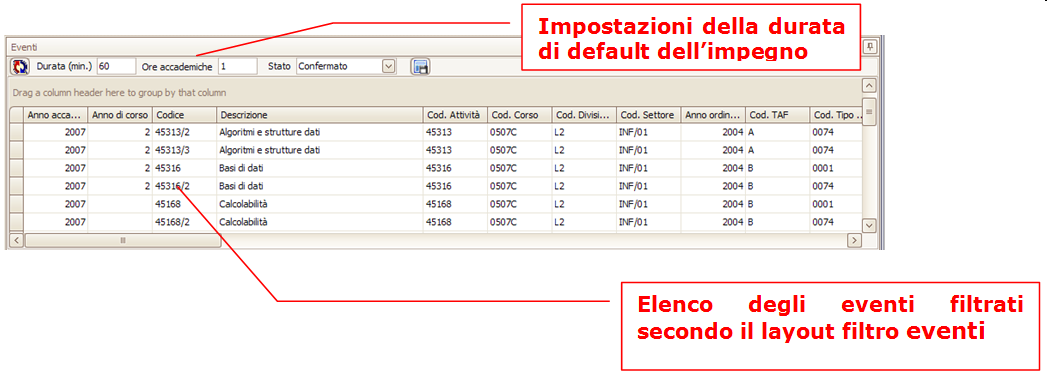 Impostazioni della durata
di default dell’impegno
Eventi
Durata (min.) 60 Ore accademiche 1 Stato Confermato
Drag a column header here to group by that column
Anno acca... Anno di corso Codice Descrizione Cod. Attività Cod. Corso Cod. Divisi... Cod. Settore Anno ordin... Cod. TAF Cod. Tipo ...
2007 2 45313/2 Algoritmi e strutture dati 45313 0507C L2 INF/01 2004 A 0074
2007 2 45313/3 Algoritmi e strutture dati 45313 0507C L2 INF/01 2004 A 0074
2007 2 45316 Basi di dati 45316 0507C L2 INF/01 2004 B 0001
2007 2 45316/2 Basi di dati 45316 0507C L2 INF/01 2004 B 0074
2007 45168 Calcolabilità 45168 0507C L2 INF/01 2004 B 0001
2007 45168/2 Calcolabilità 45168 0507C L2 INF/01 2004 B 0074
Elenco degli eventi filtrati
secondo il layout filtro eventi